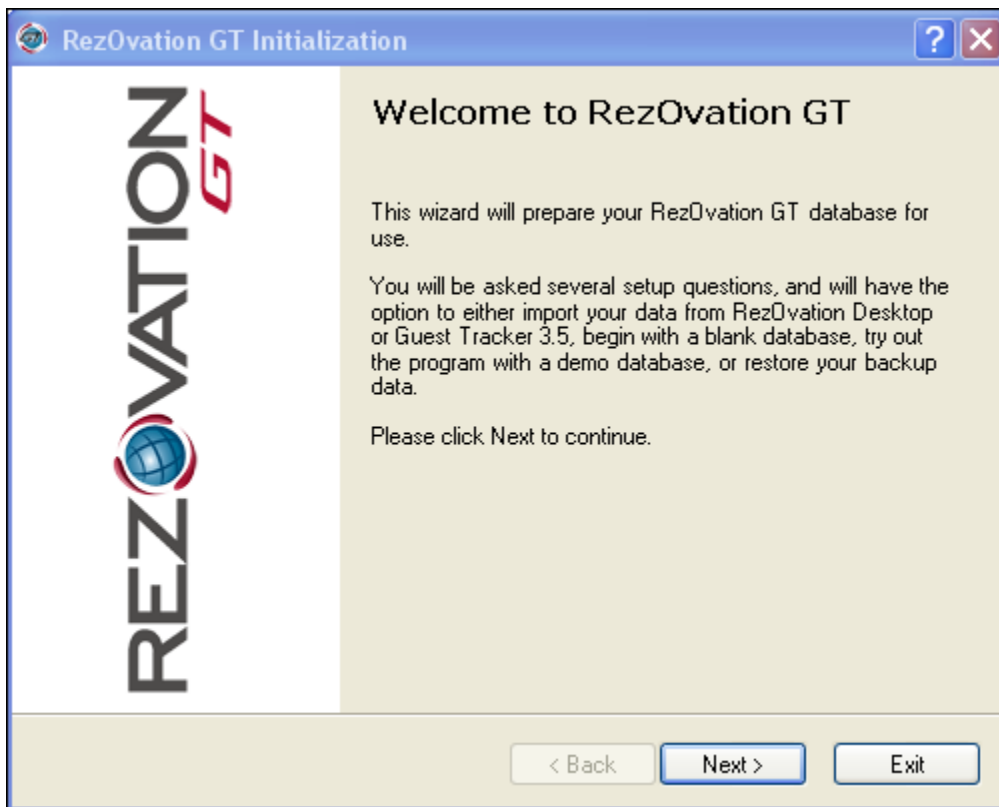 RezOvation GT Initialization
REZOVATION GT
Welcome to RezOvation GT
This wizard will prepare your RezOvation GT database for
use.
You will be asked several setup questions, and will have the
option to either import your data from RezOvation Desktop
or Guest Tracker 3.5, begin with a blank database, try out
the program with a demo database, or restore your backup
data.
Please click Next to continue.
< Back
Next >
Exit